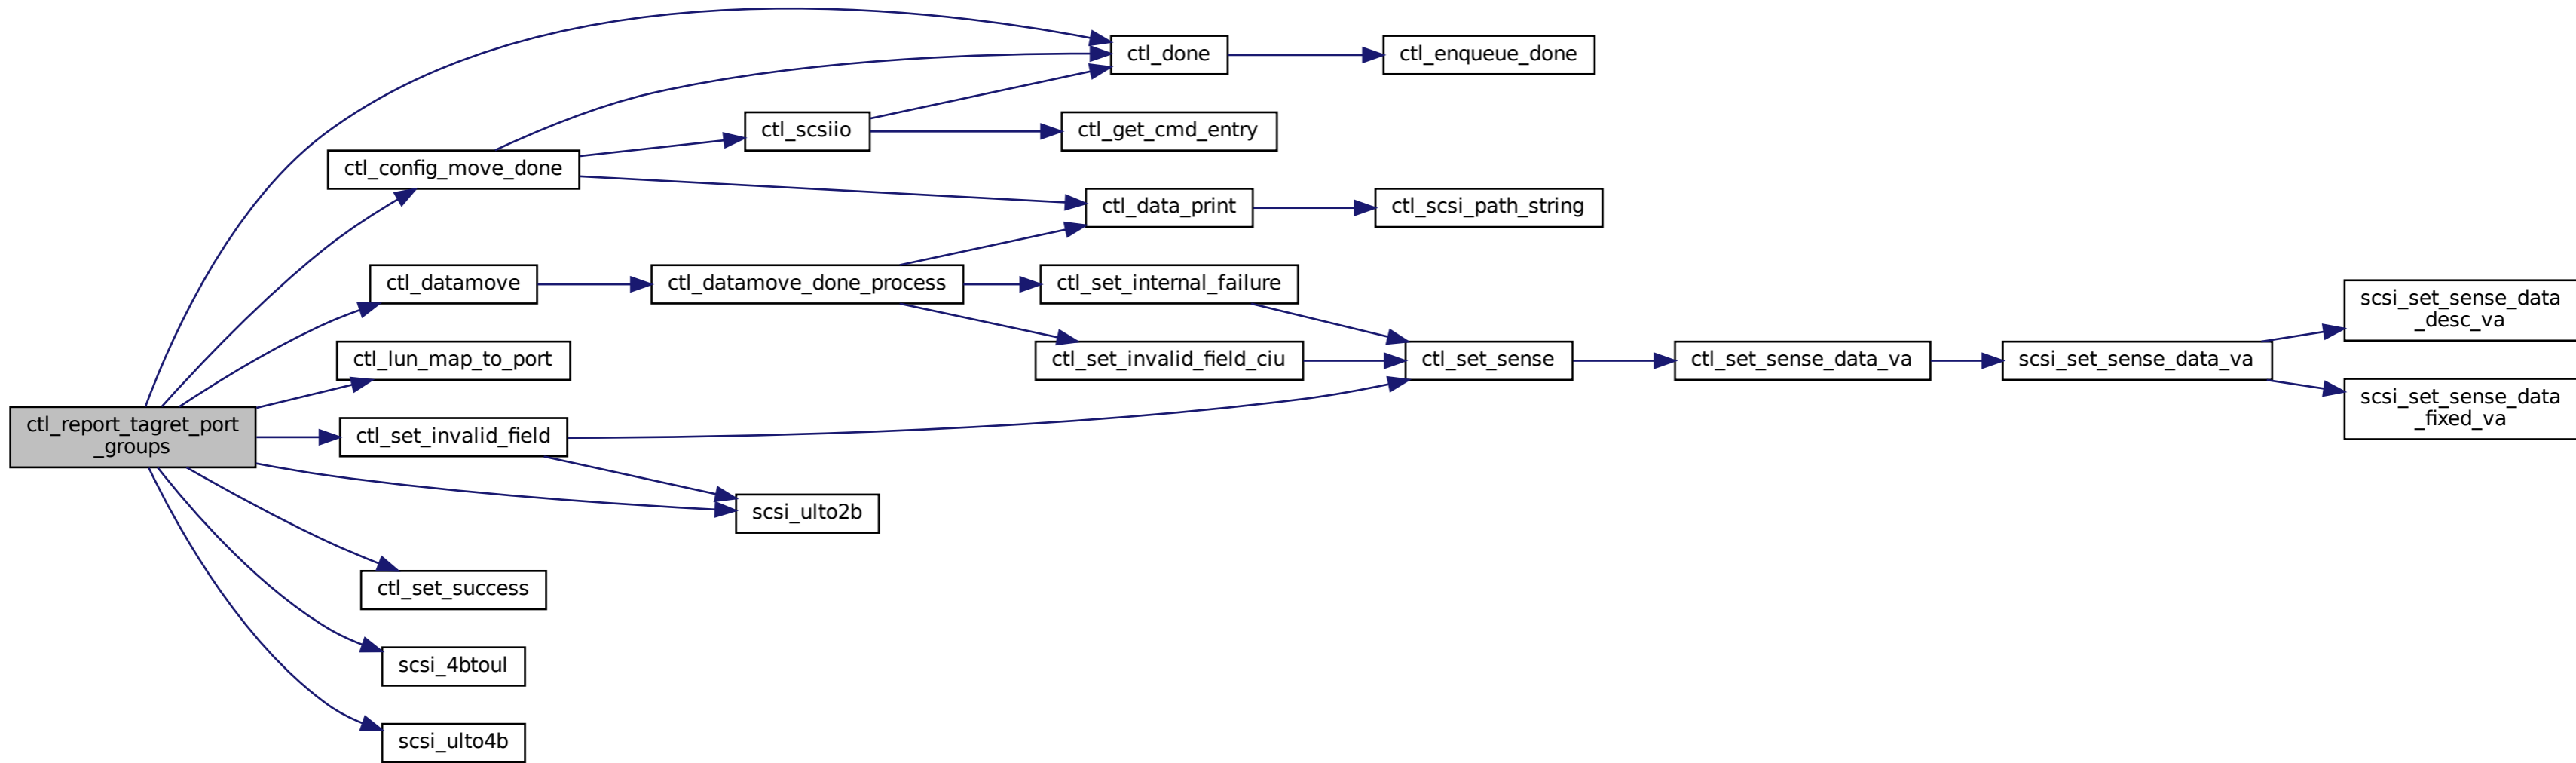 ctl_done
ctl_enqueue_done
ctl_scsiio
ctl_get_cmd_entry
ctl_config_move_done
ctl_data_print
ctl_scsi_path_string
ctl_datamove
ctl_datamove_done_process
ctl_set_internal_failure
scsi_set_sense_data
_desc_va
ctl_lun_map_to_port
ctl_set_invalid_field_ciu
ctl_set_sense
ctl_set_sense_data_va
scsi_set_sense_data_va
scsi_set_sense_data
_fixed_va
ctl_report_tagret_port
_groups
ctl_set_invalid_field
scsi_ulto2b
ctl_set_success
scsi_4btoul
scsi_ulto4b